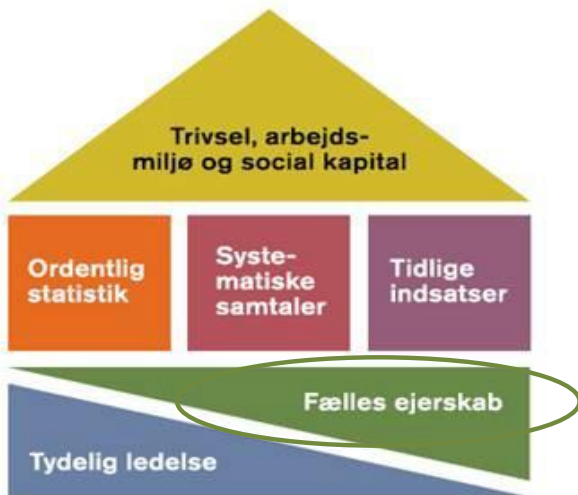 Trivsel, arbejds-
miljø og social kapital
Ordentlig
statistik
Syste-
matiske
samtaler
Tidlige
indsatser
Fælles ejerskab
Tydelig ledelse